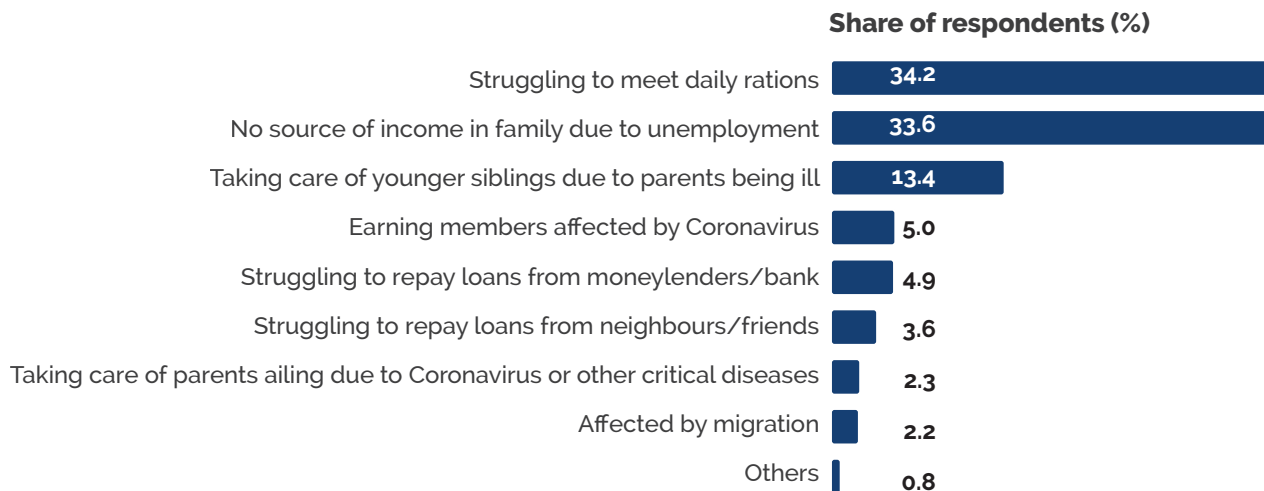 Share of respondents (%)
Struggling to meet daily rations 34.2
No source of income in family due to unemployment 33.6
Taking care of younger siblings due to parents being ill 13.4
Earning members affected by Coronavirus 5.0
Struggling to repay loans from moneylenders/bank 4.9
Struggling to repay loans from neighbours/friends 3.6
Taking care of parents ailing due to Coronavirus or other critical diseases 2.3
Affected by migration 2.2
Others 0.8